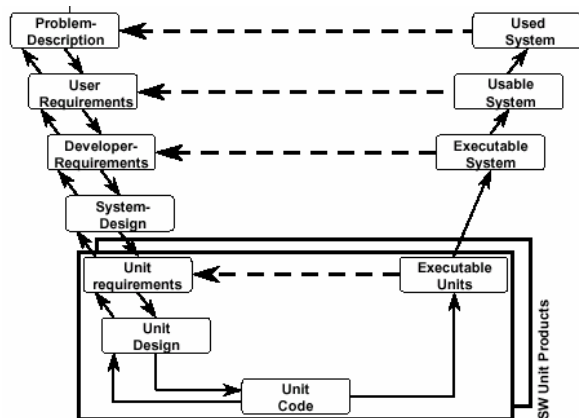 Problem-
Description
Used
System
User
Requirements
Usable
System
Developer-
Requirements
Executable
System
System-
Design
Unit
requirements
Executable
Units
Unit
Design
Unit
Code
SW Unit Products